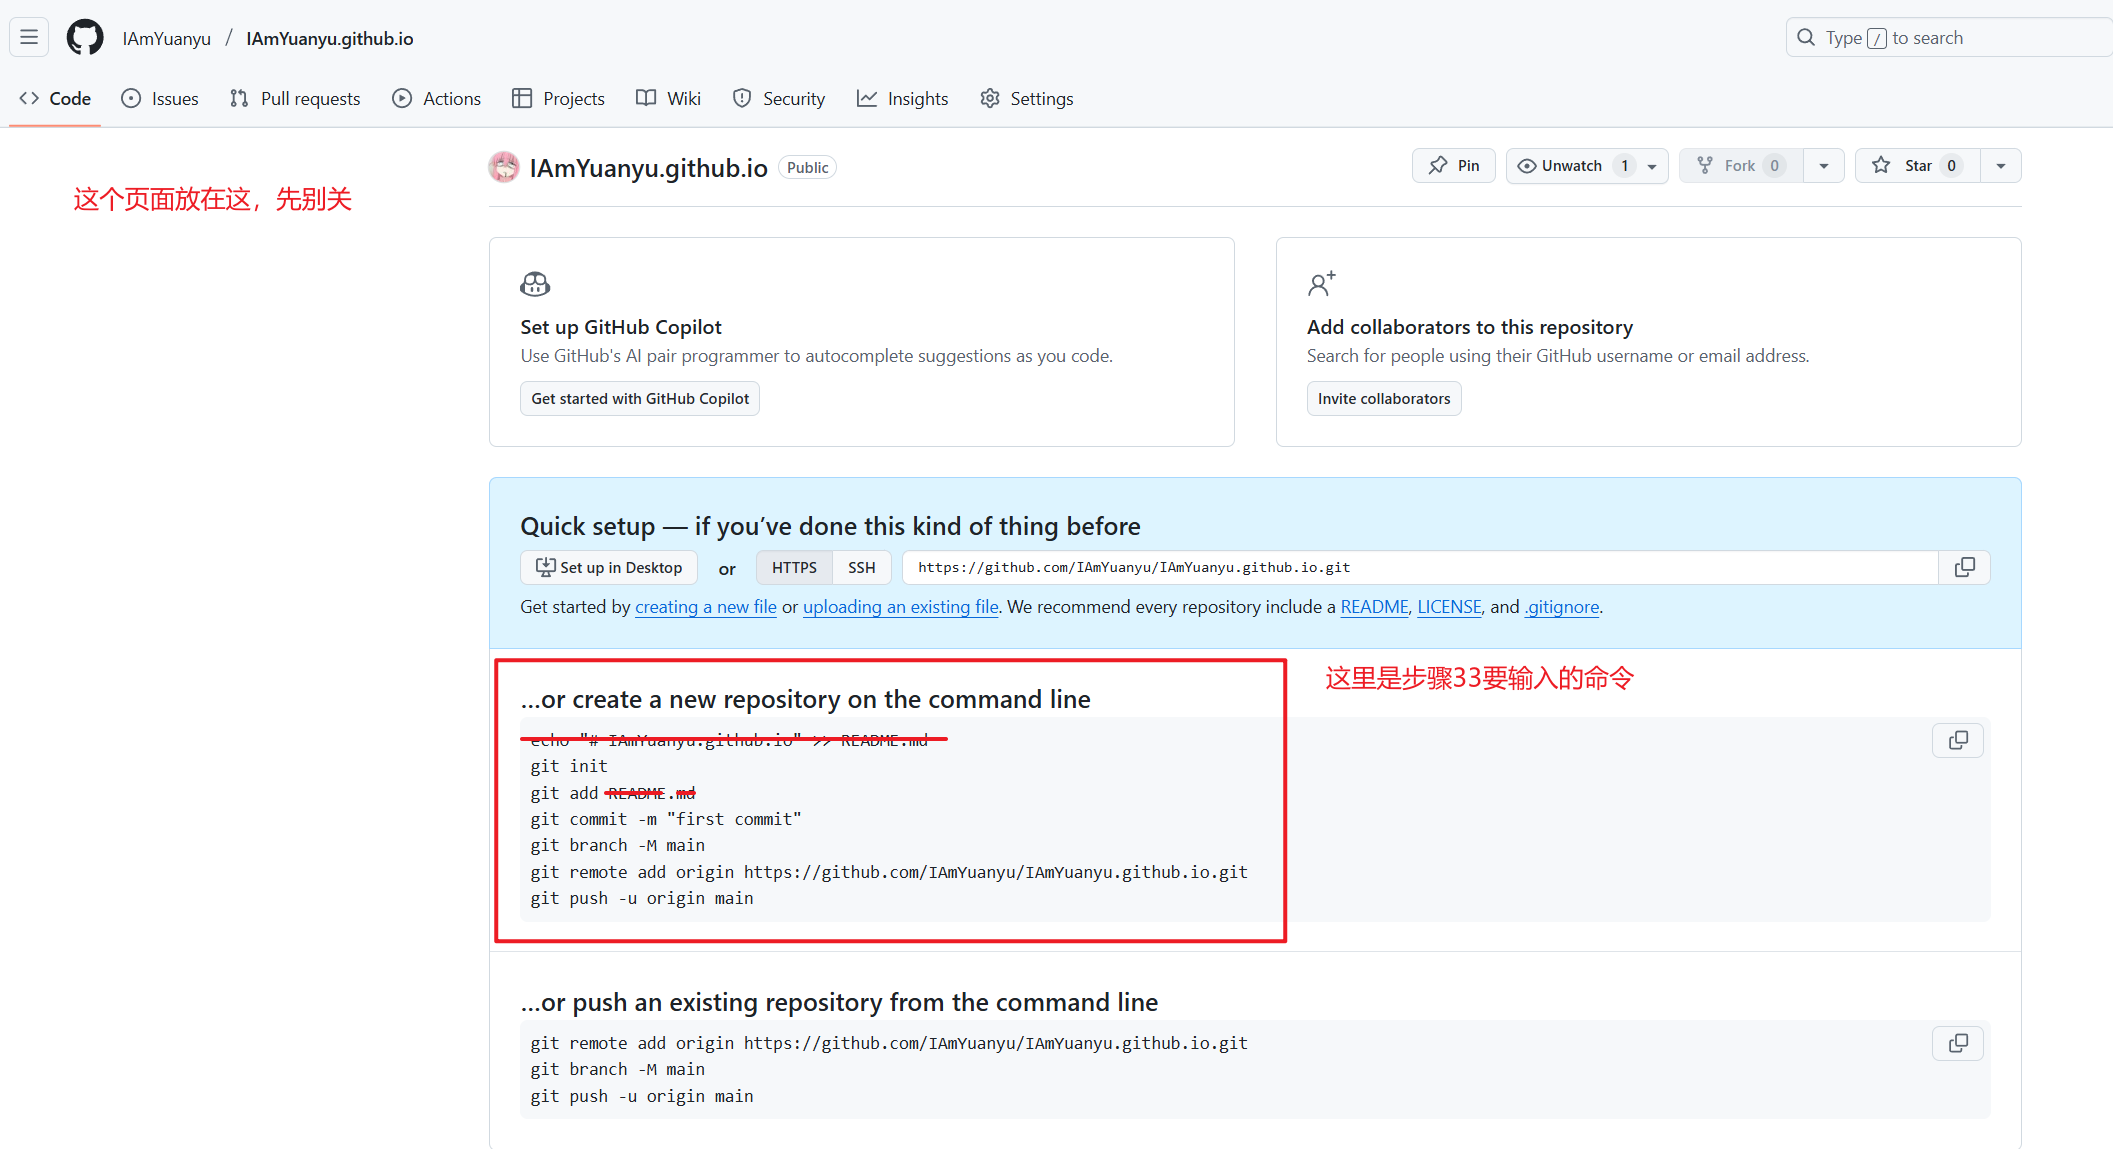 IAmYuanyu / IAmYuanyu.github.io
Type / to search
Code Issues Pull requests Actions Projects Wiki Security Insights Settings
IAmYuanyu.github.io Public
Pin Unwatch 1 Fork 0 Star 0
这个页面放在这，先别关
Set up GitHub Copilot
Use GitHub's AI pair programmer to autocomplete suggestions as you code.
Get started with GitHub Copilot
Add collaborators to this repository
Search for people using their GitHub username or email address.
Invite collaborators
Quick setup — if you’ve done this kind of thing before
Set up in Desktop or HTTPS SSH https://github.com/IAmYuanyu/IAmYuanyu.github.io.git
Get started by creating a new file or uploading an existing file. We recommend every repository include a README, LICENSE, and .gitignore.
这里是步骤33要输入的命令
…or create a new repository on the command line
echo "# IAmYuanyu.github.io" >> README.md
git init
git add README.md
git commit -m "first commit"
git branch -M main
git remote add origin https://github.com/IAmYuanyu/IAmYuanyu.github.io.git
git push -u origin main
…or push an existing repository from the command line
git remote add origin https://github.com/IAmYuanyu/IAmYuanyu.github.io.git
git branch -M main
git push -u origin main